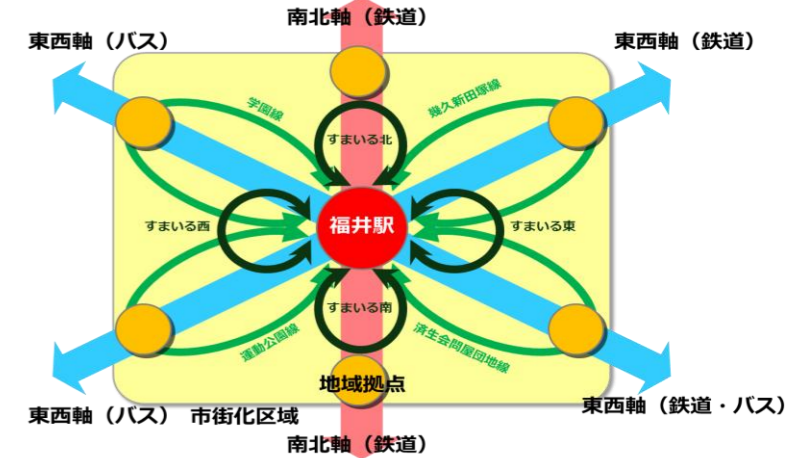 南北軸（鉄道）
東西軸（バス）
東西軸（鉄道）
学園線
幾久新田塚線
すまいる北
すまいる西
福井駅
すまいる東
すまいる南
運動公園線
済生会問屋団地線
地域拠点
東西軸（バス）
市街化区域
東西軸（鉄道・バス）
南北軸（鉄道）